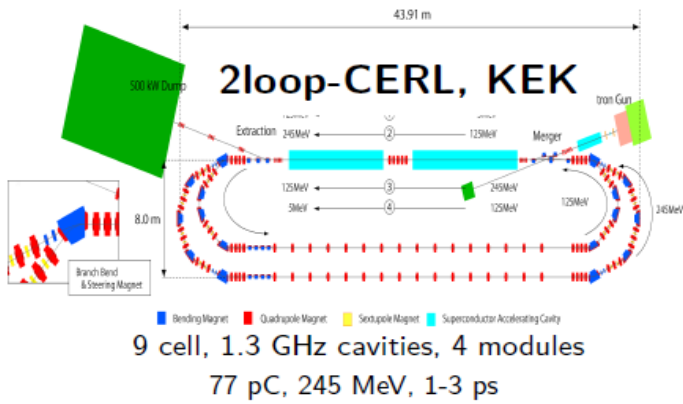 43.91 m
2loop-CERL, KEK
500 kW Dump
tron Gun
Extraction
Merger
②
245MeV
125MeV
125MeV ③ 245MeV
5MeV ④ 125MeV
125MeV
245MeV
8.0 m
Branch Bend
& Steering Magnet
Bending Magnet Quadrupole Magnet Sextupole Magnet Superconductor Accelerating Cavity
9 cell, 1.3 GHz cavities, 4 modules
77 pC, 245 MeV, 1-3 ps